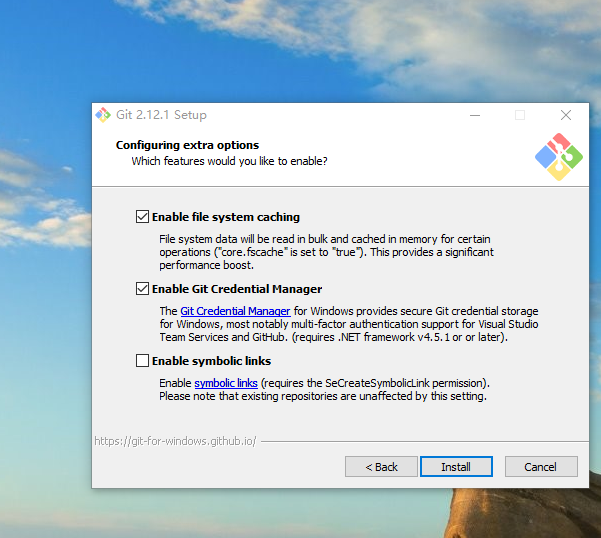 Git 2.12.1 Setup
Configuring extra options
Which features would you like to enable?
Enable file system caching
File system data will be read in bulk and cached in memory for certain
operations ("core.fscache" is set to "true"). This provides a significant
performance boost.
Enable Git Credential Manager
The Git Credential Manager for Windows provides secure Git credential storage
for Windows, most notably multi-factor authentication support for Visual Studio
Team Services and GitHub. (requires .NET framework v4.5.1 or or later).
Enable symbolic links
Enable symbolic links (requires the SeCreateSymbolicLink permission).
Please note that existing repositories are unaffected by this setting.
https://git-for-windows.github.io/
< Back Install Cancel